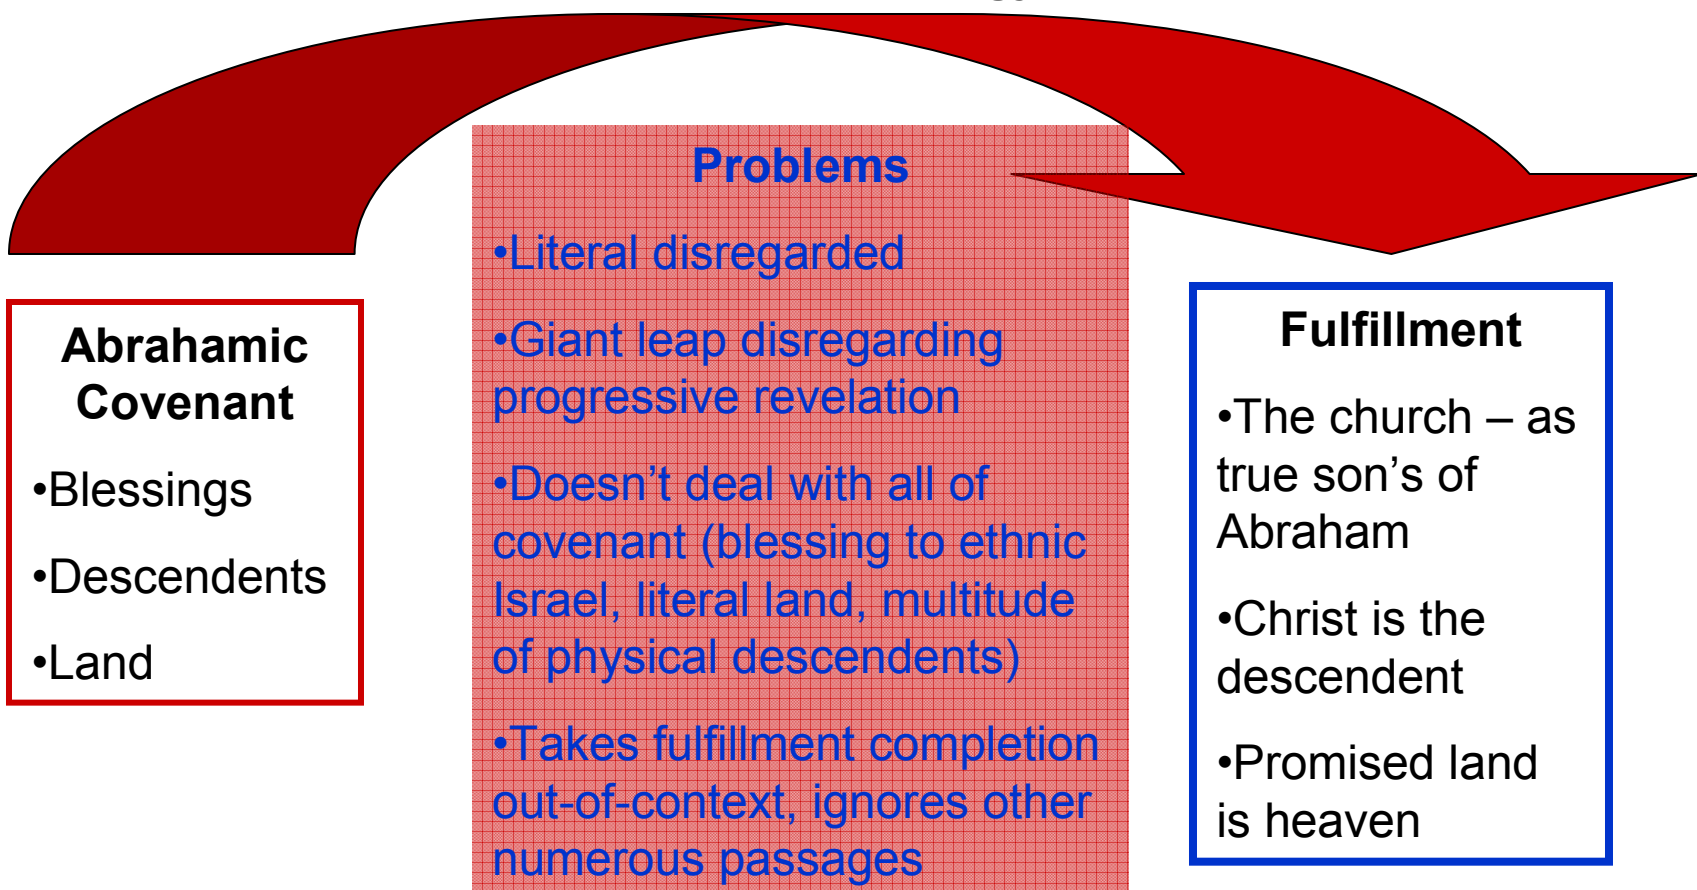 Abrahamic
Covenant
•Blessings
•Descendents
•Land
Problems
•Literal disregarded
•Giant leap disregarding
progressive revelation
•Doesn’t deal with all of
covenant (blessing to ethnic
Israel, literal land, multitude
of physical descendents)
•Takes fulfillment completion
out-of-context, ignores other
numerous passages
Fulfillment
•The church – as
true son’s of
Abraham
•Christ is the
descendent
•Promised land
is heaven